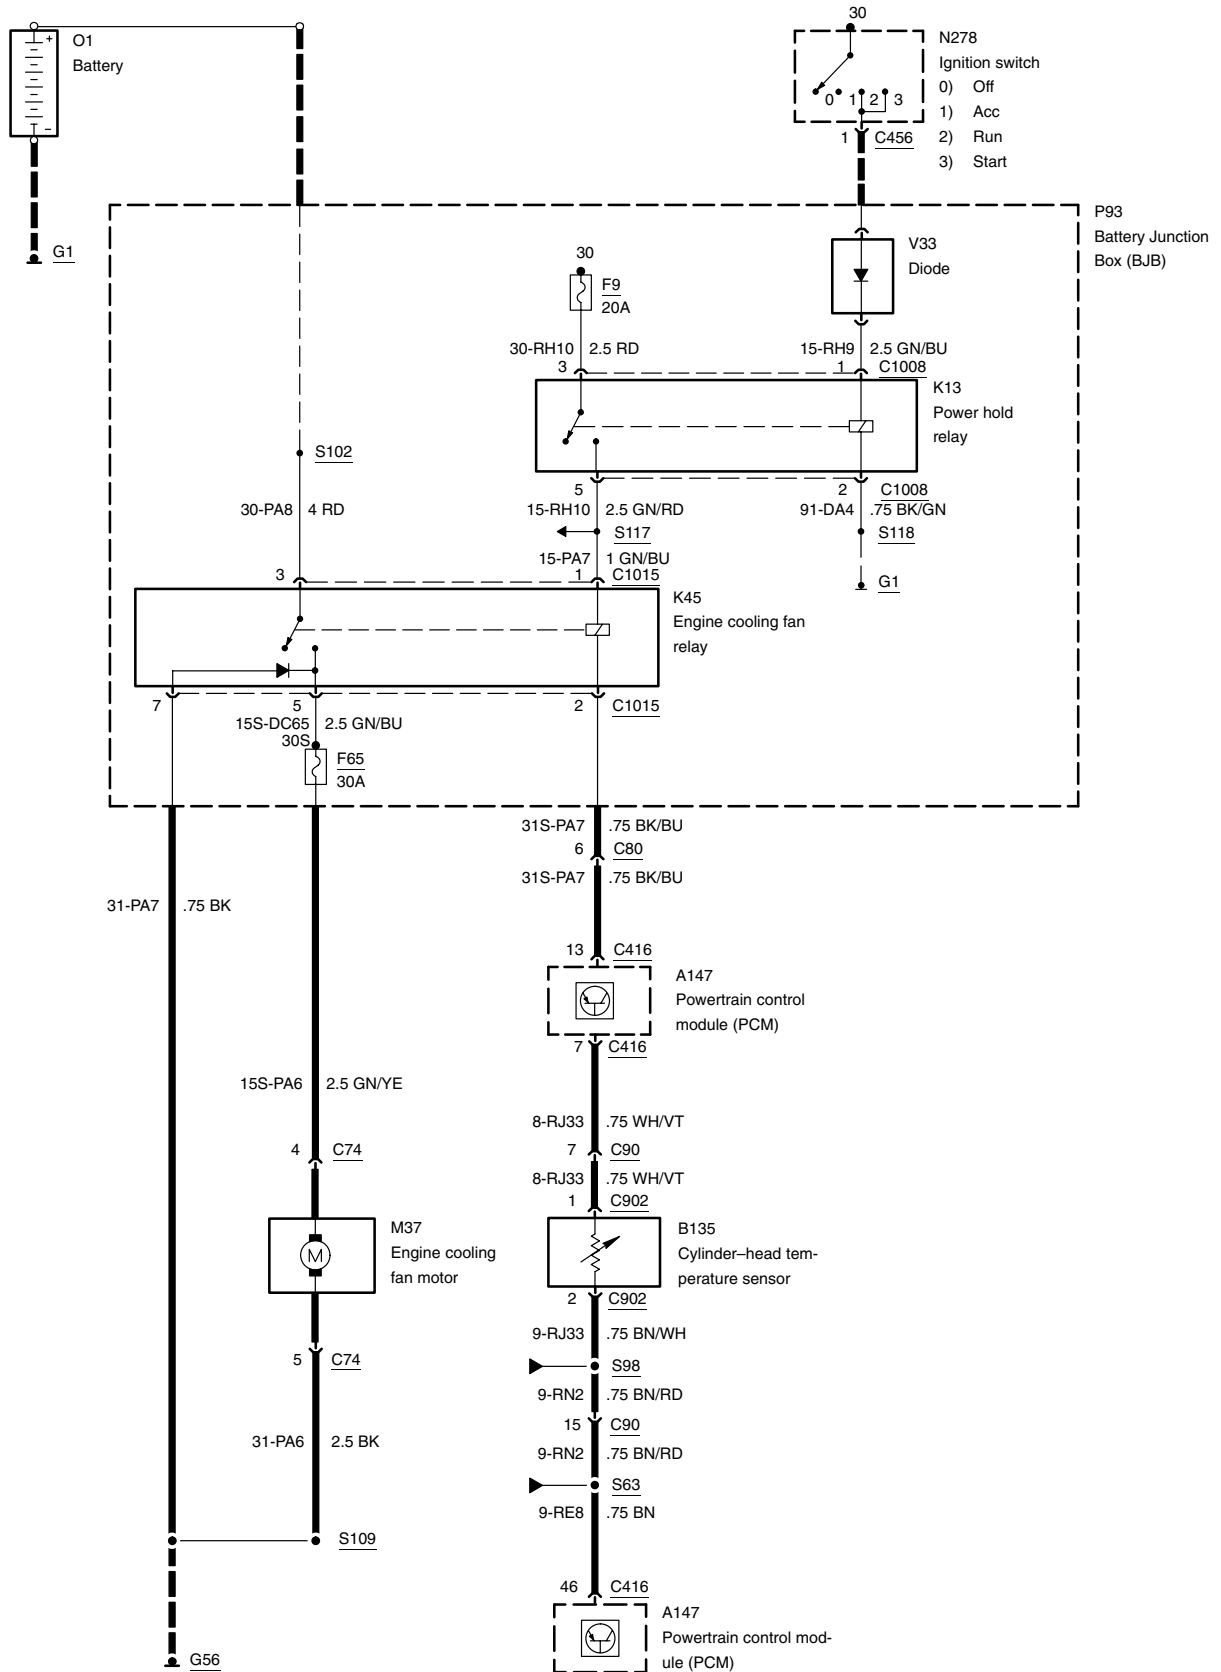 30
O1
Battery
+
−
N278
Ignition switch
0) Off
1) Acc
2) Run
3) Start
0 1 2 3
1 C456
G1
P93
Battery Junction
Box (BJB)
V33
Diode
30
F9
20A
30-RH10 2.5 RD
15-RH9 2.5 GN/BU
3 1 C1008
K13
Power hold
relay
S102
5 2 C1008
30-PA8 4 RD
15-RH10 2.5 GN/RD
91-DA4 .75 BK/GN
S117
S118
15-PA7 1 GN/BU
3 1 C1015
G1
K45
Engine cooling fan
relay
7 5 2 C1015
15S-DC65 2.5 GN/BU
30S
F65
30A
31S-PA7 .75 BK/BU
6 C80
31S-PA7 .75 BK/BU
31-PA7 .75 BK
13 C416
A147
Powertrain control
module (PCM)
7 C416
15S-PA6 2.5 GN/YE
8-RJ33 .75 WH/VT
4 C74
7 C90
8-RJ33 .75 WH/VT
1 C902
M37
Engine cooling
fan motor
M
B135
Cylinder–head tem-
perature sensor
2 C902
9-RJ33 .75 BN/WH
5 C74
S98
9-RN2 .75 BN/RD
15 C90
31-PA6 2.5 BK
9-RN2 .75 BN/RD
S63
9-RE8 .75 BN
S109
46 C416
A147
Powertrain control mod-
ule (PCM)
G56